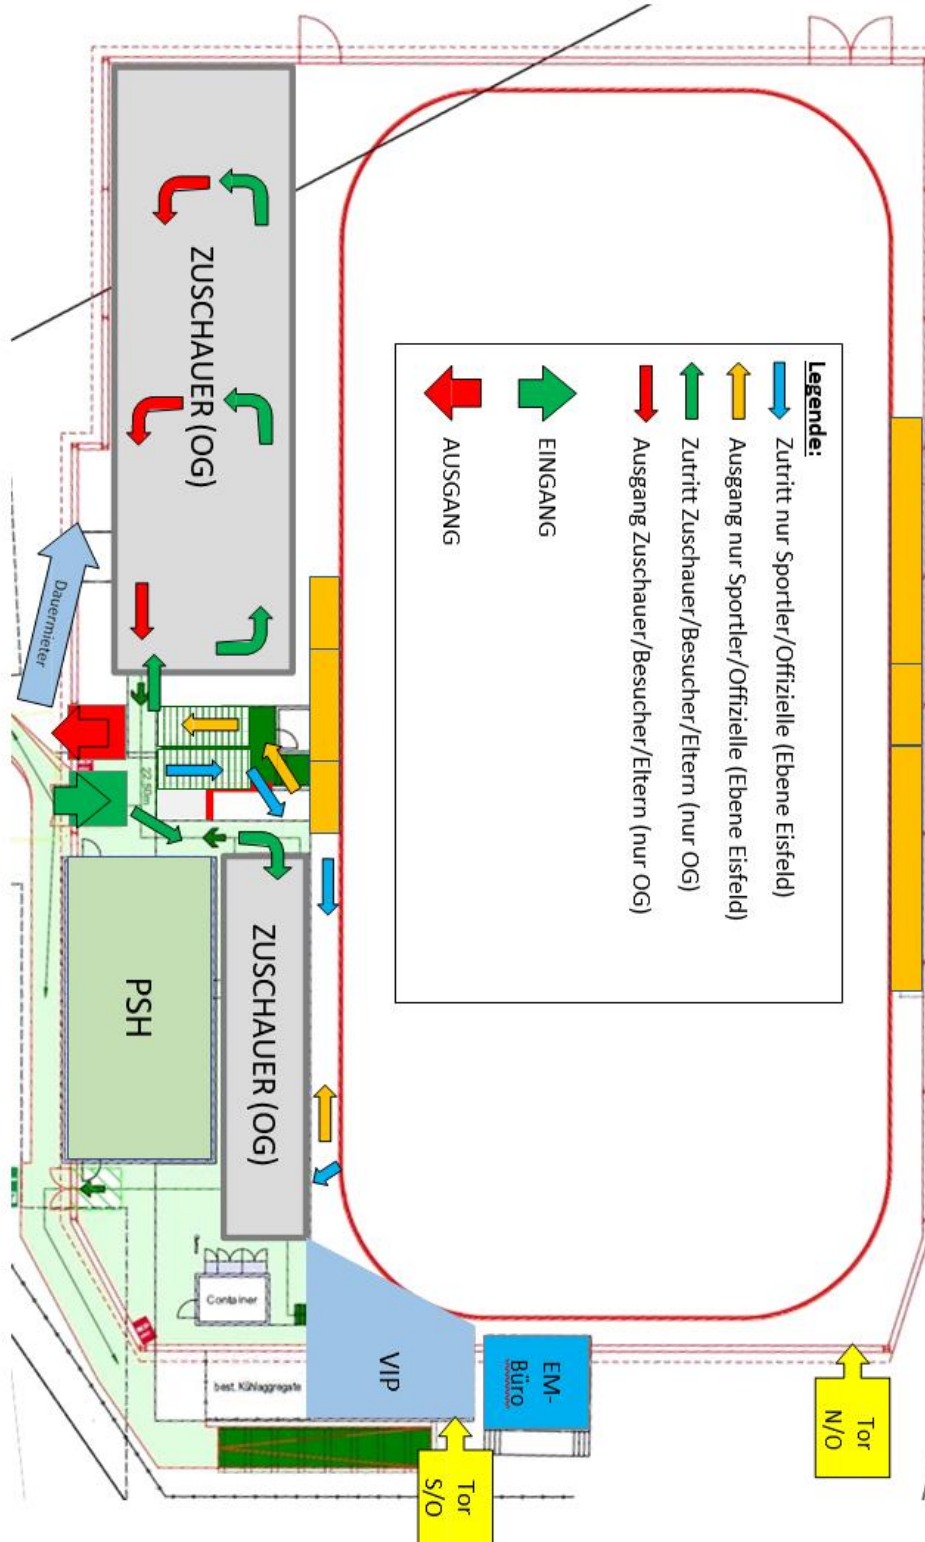 Legende:
Zutritt nur Sportler/Offizielle (Ebene Eisfeld)
Ausgang nur Sportler/Offizielle (Ebene Eisfeld)
Zutritt Zuschauer/Besucher/Eltern (nur OG)
Ausgang Zuschauer/Besucher/Eltern (nur OG)
EINGANG
AUSGANG
ZUSCHAUER (OG)
Dauermieter
22,50m
ZUSCHAUER (OG)
PSH
Container
best. Kühlaggregate
VIP
EM-
Büro
Tor
N/O
Tor
S/O